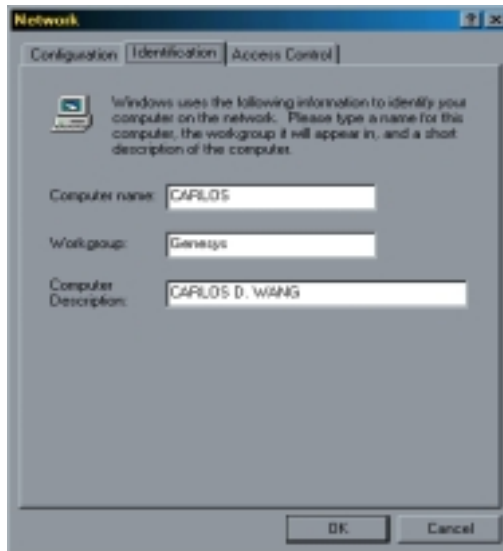 Network
? ×
Configuration Identification Access Control
Windows uses the following information to identify your
computer on the network. Please type a name for this
computer, the workgroup it will appear in, and a short
description of the computer.
Computer name: CARLOS
Workgroup: Genesys
Computer
Description: CARLOS D. WANG
OK Cancel